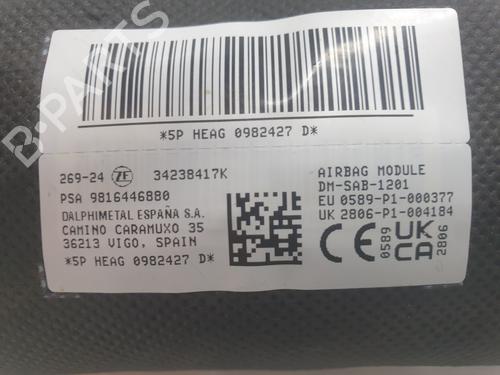 B-PARTS
*5P HEAG 0982427 D*
269-24 ZF 34238417K
PSA 9816446880
DALPHIMETAL ESPAÑA S.A.
CAMINO CARAMUXO 35
36213 VIGO, SPAIN
*5P HEAG 0982427 D*
AIRBAG MODULE
DM-SAB-1201
EU 0589-P1-000377
UK 2806-P1-004184
CE 0589
UK CA 2806